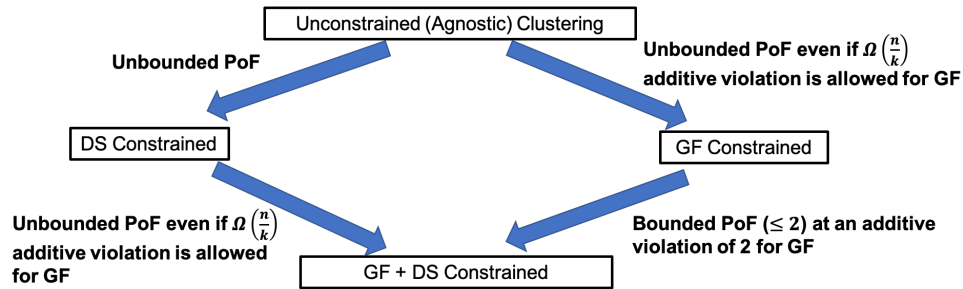 Unconstrained (Agnostic) Clustering
Unbounded PoF
Unbounded PoF even if Ω (n/k)
additive violation is allowed for GF
DS Constrained
GF Constrained
Unbounded PoF even if Ω (n/k)
additive violation is allowed
for GF
Bounded PoF (≤ 2) at an additive
violation of 2 for GF
GF + DS Constrained